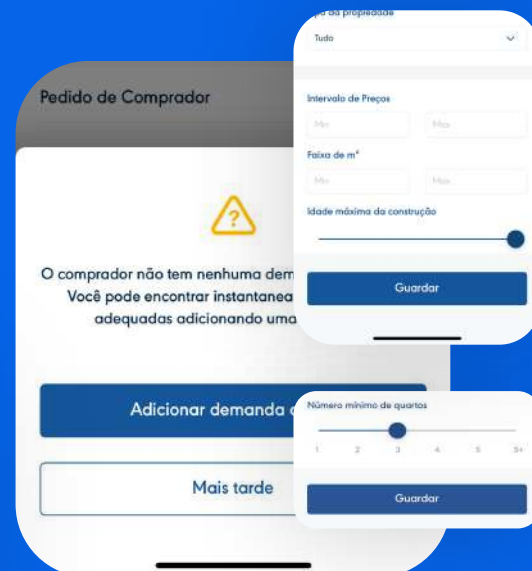 Pedido de Comprador
?
O comprador não tem nenhuma
Você pode encontrar
adequadas adicionando uma
Adicionar demanda
Mais tarde
da propriedade
Tudo
Intervalo de Preços
Min Max
Faixa de m²
Min Max
Idade máxima da construção
Guardar
Número mínimo de quartos
1 2 3 4 5 5+
Guardar